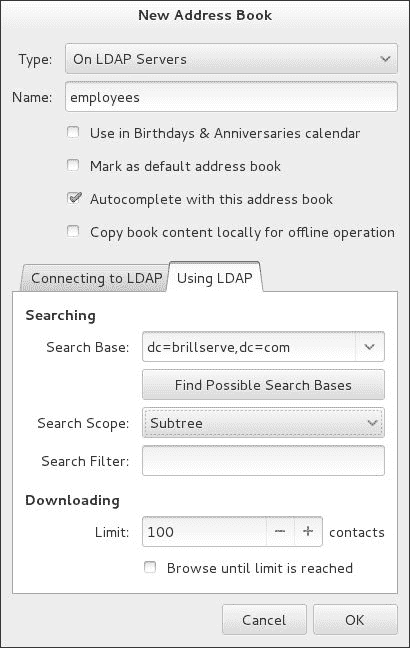 New Address Book
Type: On LDAP Servers
Name: employees
Use in Birthdays & Anniversaries calendar
Mark as default address book
Autocomplete with this address book
Copy book content locally for offline operation
Connecting to LDAP Using LDAP
Searching
Search Base: dc=brillserve,dc=com
Find Possible Search Bases
Search Scope: Subtree
Search Filter:
Downloading
Limit: 100 − + contacts
Browse until limit is reached
Cancel OK